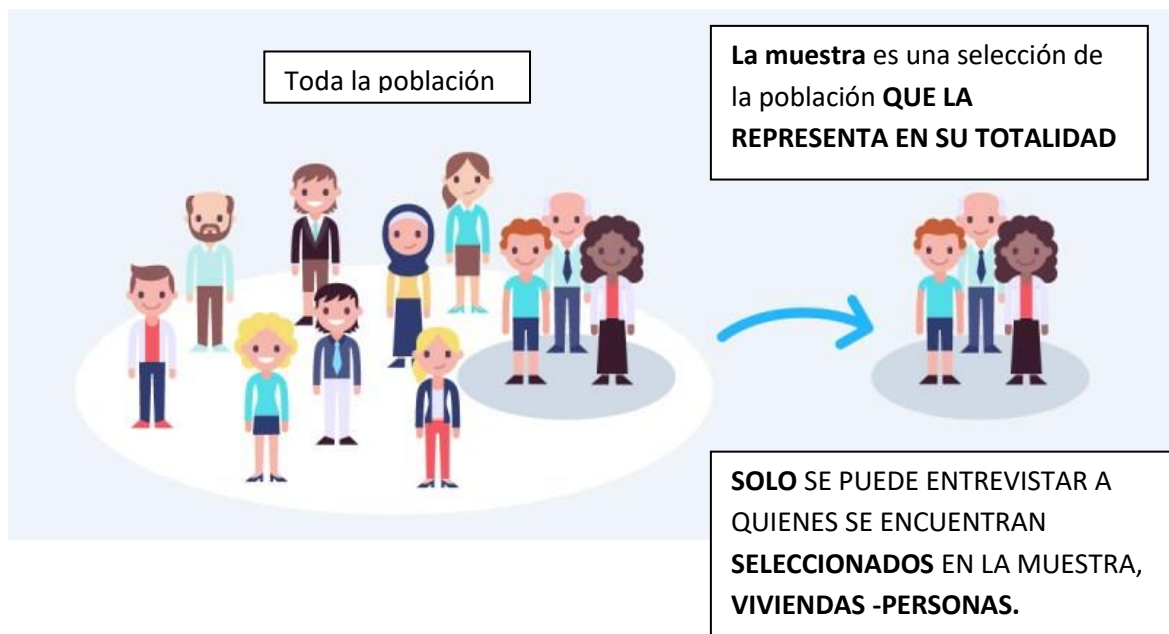 Toda la población
La muestra es una selección de
la población QUE LA
REPRESENTA EN SU TOTALIDAD
SOLO SE PUEDE ENTREVISTAR A
QUIENES SE ENCUENTRAN
SELECCIONADOS EN LA MUESTRA,
VIVIENDAS -PERSONAS.